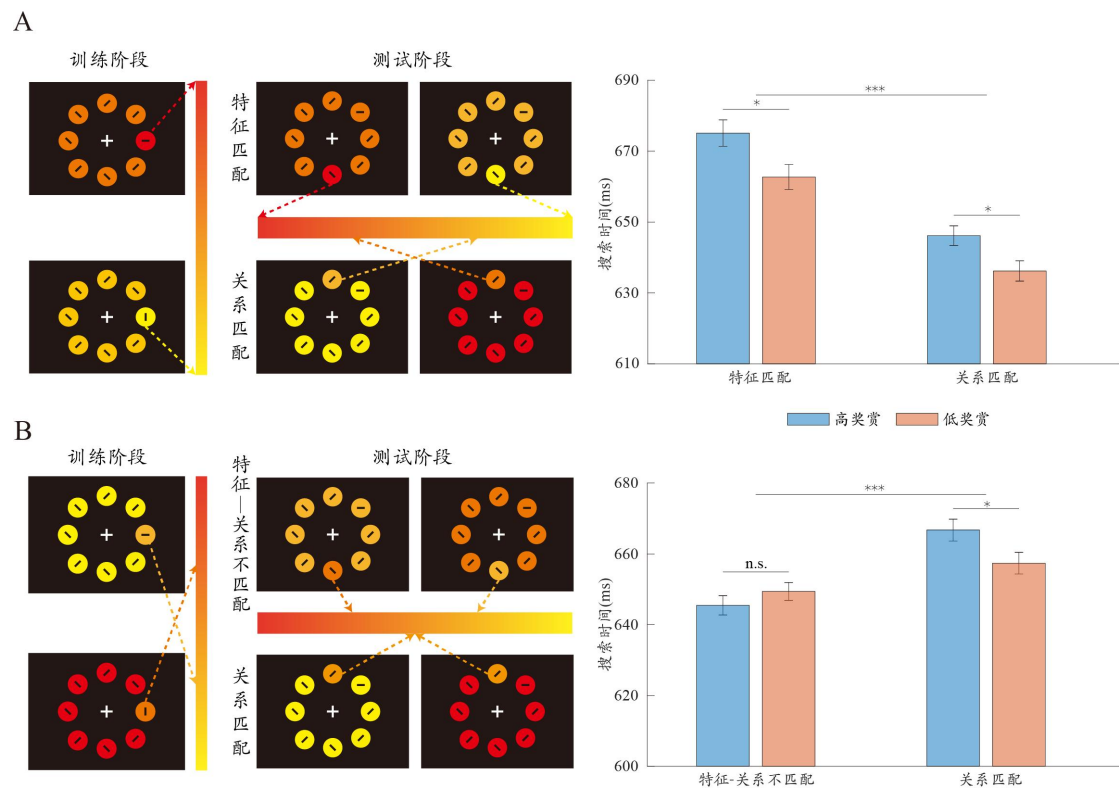 A
训练阶段
测试阶段
特征匹配
关系匹配
690
670
650
630
610
搜索时间(ms)
***
*
*
特征匹配
关系匹配
高奖赏
低奖赏
B
训练阶段
测试阶段
特征—关系不匹配
关系匹配
680
660
640
620
600
搜索时间(ms)
***
n.s.
*
特征-关系不匹配
关系匹配